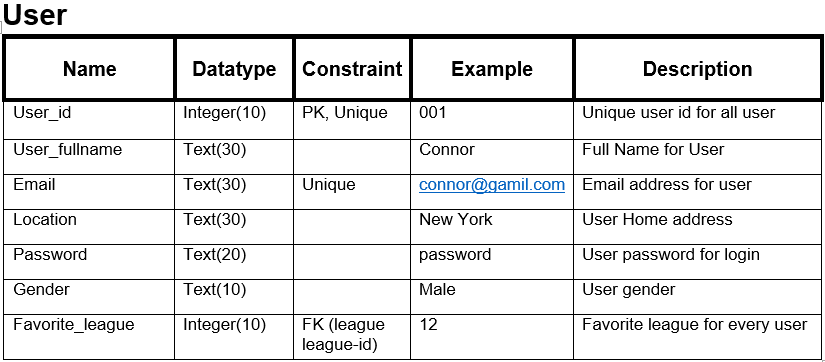 User
Name Datatype Constraint Example Description
User_id Integer(10) PK, Unique 001 Unique user id for all user
User_fullname Text(30) Connor Full Name for User
Email Text(30) Unique connor@gamil.com Email address for user
Location Text(30) New York User Home address
Password Text(20) password User password for login
Gender Text(10) Male User gender
Favorite_league Integer(10) FK (league 12 Favorite league for every user
league-id)